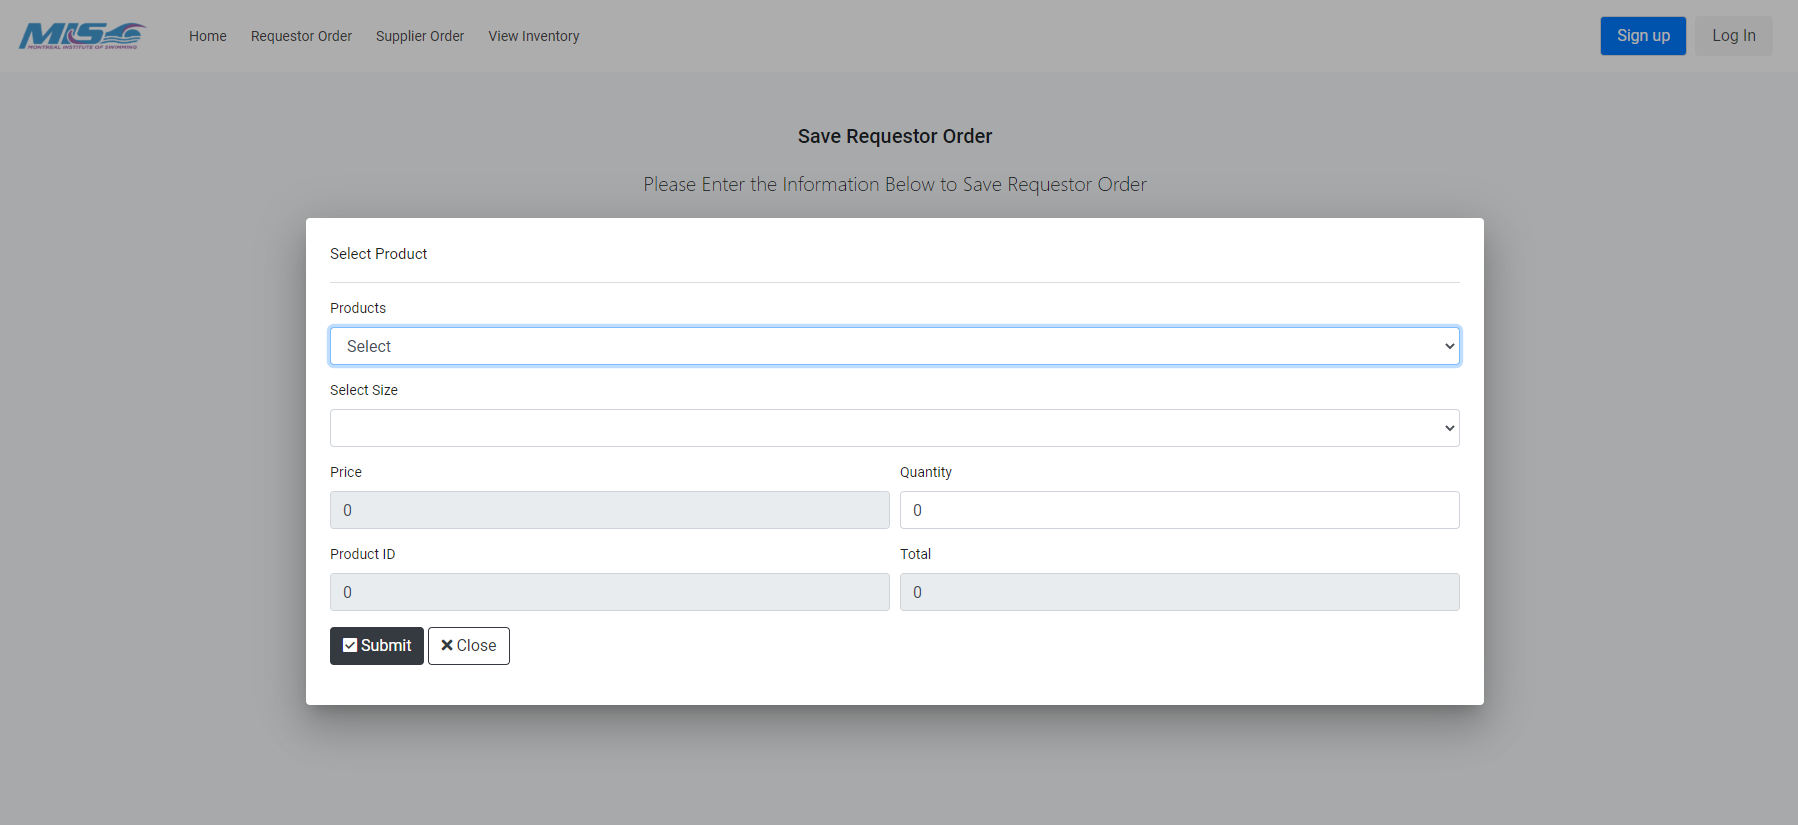 MIS
MONTREAL INSTITUTE OF SWIMMING
Home Requestor Order Supplier Order View Inventory Sign up Log In
Save Requestor Order
Please Enter the Information Below to Save Requestor Order
Select Product
Products
Select
Select Size
Price Quantity
0 0
Product ID Total
0 0
Submit Close